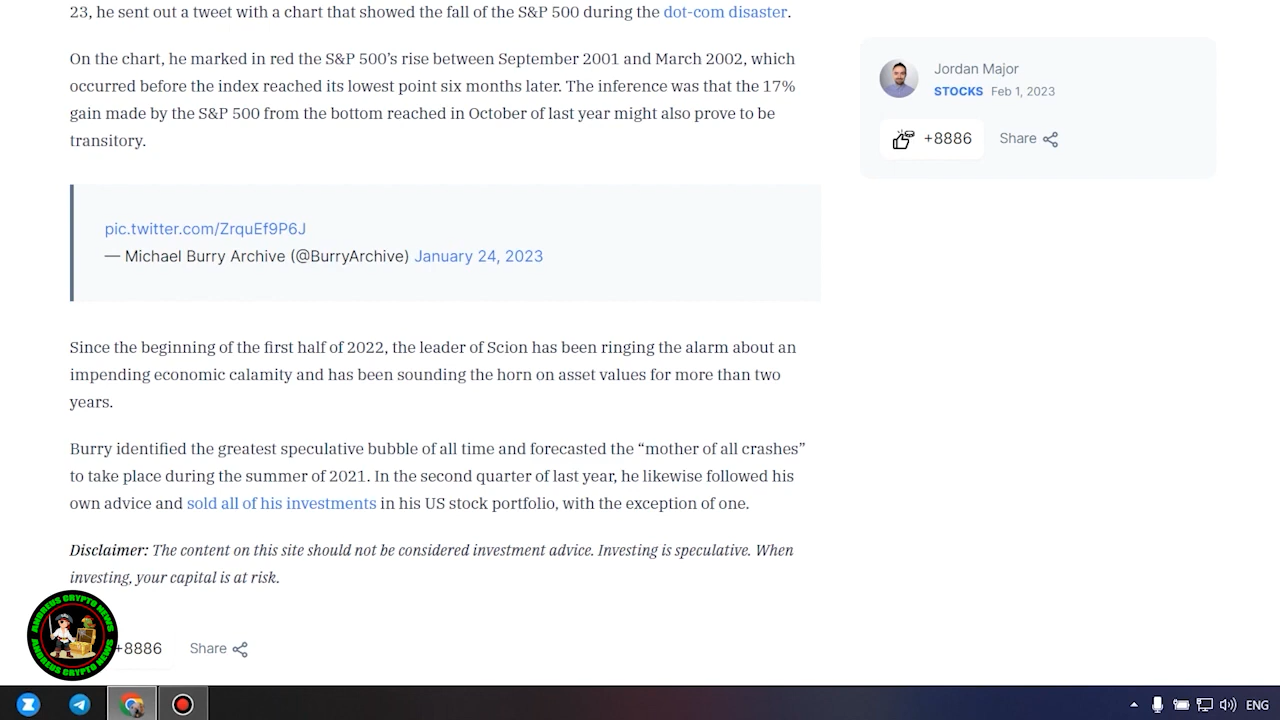 23, he sent out a tweet with a chart that showed the fall of the S&P 500 during the dot-com disaster.
On the chart, he marked in red the S&P 500’s rise between September 2001 and March 2002, which
occurred before the index reached its lowest point six months later. The inference was that the 17%
gain made by the S&P 500 from the bottom reached in October of last year might also prove to be
transitory.
pic.twitter.com/ZrquEf9P6J
— Michael Burry Archive (@BurryArchive) January 24, 2023
Since the beginning of the first half of 2022, the leader of Scion has been ringing the alarm about an
impending economic calamity and has been sounding the horn on asset values for more than two
years.
Burry identified the greatest speculative bubble of all time and forecasted the “mother of all crashes”
to take place during the summer of 2021. In the second quarter of last year, he likewise followed his
own advice and sold all of his investments in his US stock portfolio, with the exception of one.
Disclaimer: The content on this site should not be considered investment advice. Investing is speculative. When
investing, your capital is at risk.
+8886 Share
Jordan Major
STOCKS Feb 1, 2023
+8886 Share
ANDREUS CRYPTO NEWS
ANDREUS CRYPTO NEWS
ENG